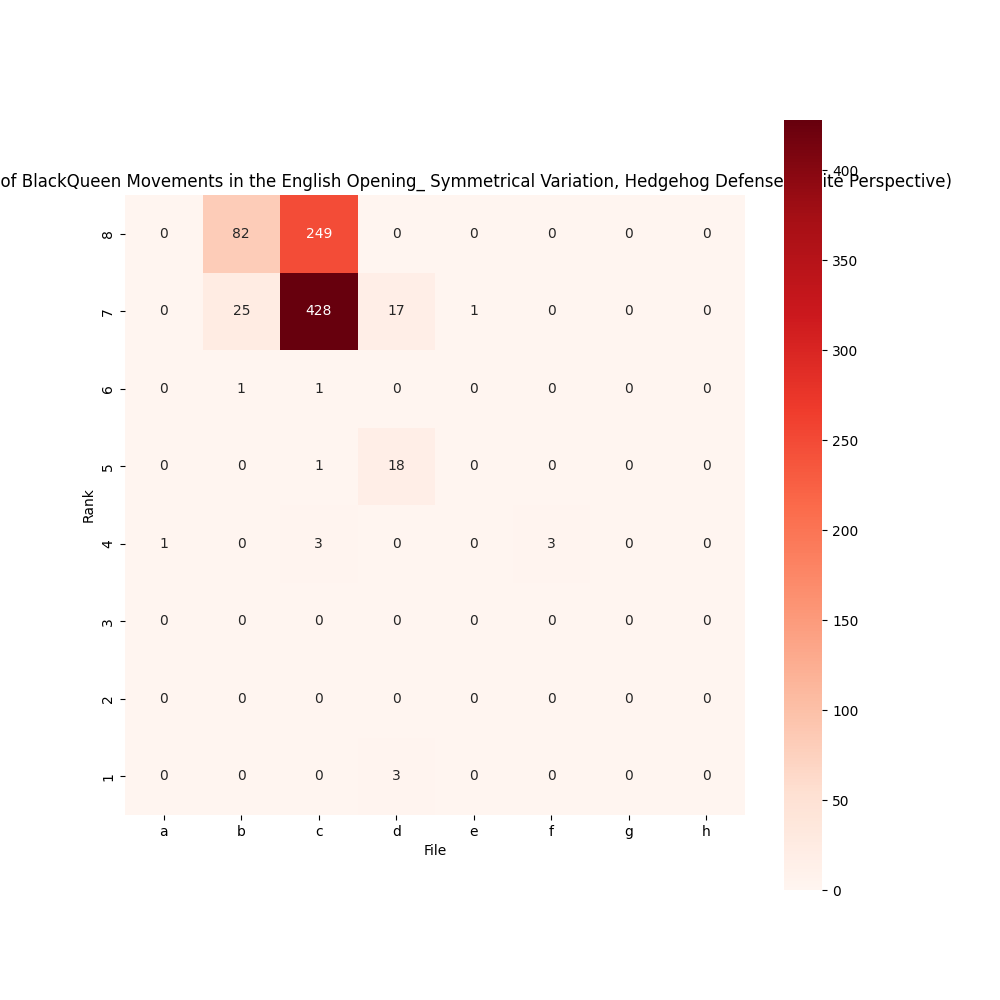 of BlackQueen Movements in the English Opening_ Symmetrical Variation, Hedgehog Defense Perspective)
400
8 0 82 249 0 0 0 0 0
350
7 0 25 428 17 1 0 0 0
300
6 0 1 1 0 0 0 0 0
250
5 0 0 1 18 0 0 0 0
200
Rank
4 1 0 3 0 0 3 0 0
150
3 0 0 0 0 0 0 0 0
100
2 0 0 0 0 0 0 0 0
50
1 0 0 0 3 0 0 0 0
a b c d e f g h
File
0